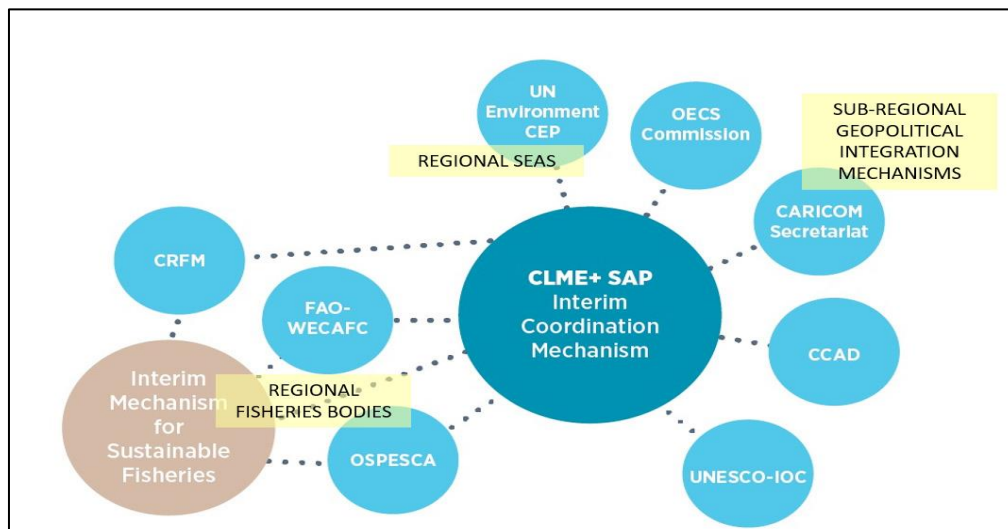 UN
Environment
CEP
OECS
Commission
SUB-REGIONAL
GEOPOLITICAL
INTEGRATION
MECHANISMS
REGIONAL SEAS
CARICOM
Secretariat
CRFM
CLME+ SAP
Interim
Coordination
Mechanism
FAO-
WECAFC
CCAD
Interim
Mechanism
for
Sustainable
Fisheries
REGIONAL
FISHERIES BODIES
OSPESCA
UNESCO-IOC